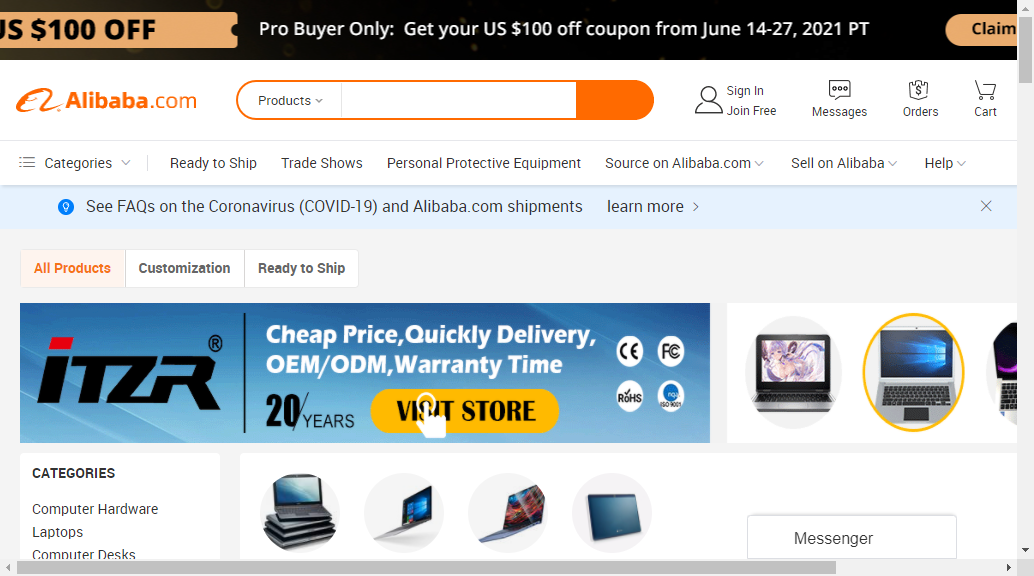 US $100 OFF
Pro Buyer Only: Get your US $100 off coupon from June 14-27, 2021 PT
Claim
Alibaba.com
Products
Sign In
Join Free
Messages
Orders
Cart
Categories
Ready to Ship
Trade Shows
Personal Protective Equipment
Source on Alibaba.com
Sell on Alibaba
Help
See FAQs on the Coronavirus (COVID-19) and Alibaba.com shipments
learn more
All Products
Customization
Ready to Ship
iTZR®
Cheap Price,Quickly Delivery,
OEM/ODM,Warranty Time
20/YEARS
VISIT STORE
CE
FC
RoHS
ISO 9001
CATEGORIES
Computer Hardware
Laptops
Computer Desks
Messenger